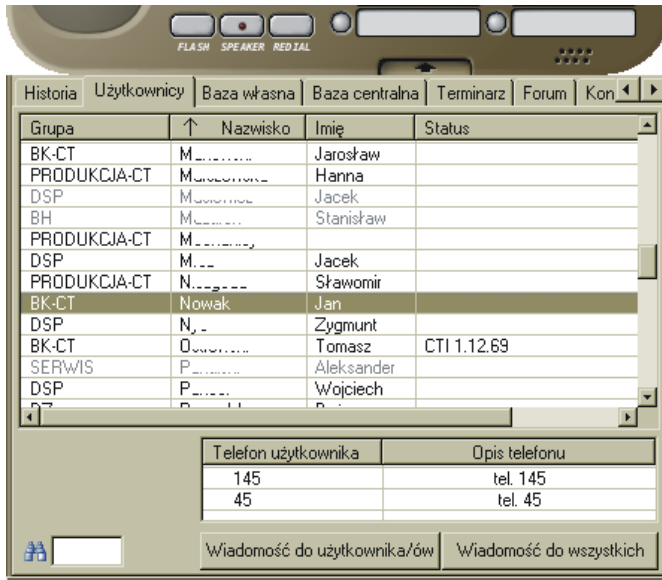 FLASH SPEAKER REDIAL
Historia Użytkownicy Baza własna Baza centralna Terminarz Forum Kon
Grupa Nazwisko Imię Status
BK-CT Jarosław
PRODUKCJA-CT Hanna
DSP Jacek
BH Stanisław
PRODUKCJA-CT
DSP Jacek
PRODUKCJA-CT Sławomir
BK-CT Nowak Jan
DSP Zygmunt
BK-CT Tomasz CTI 1.12.69
SERWIS Aleksander
DSP Wojciech
Telefon użytkownika Opis telefonu
145 tel. 145
45 tel. 45
Wiadomość do użytkownika/ów Wiadomość do wszystkich